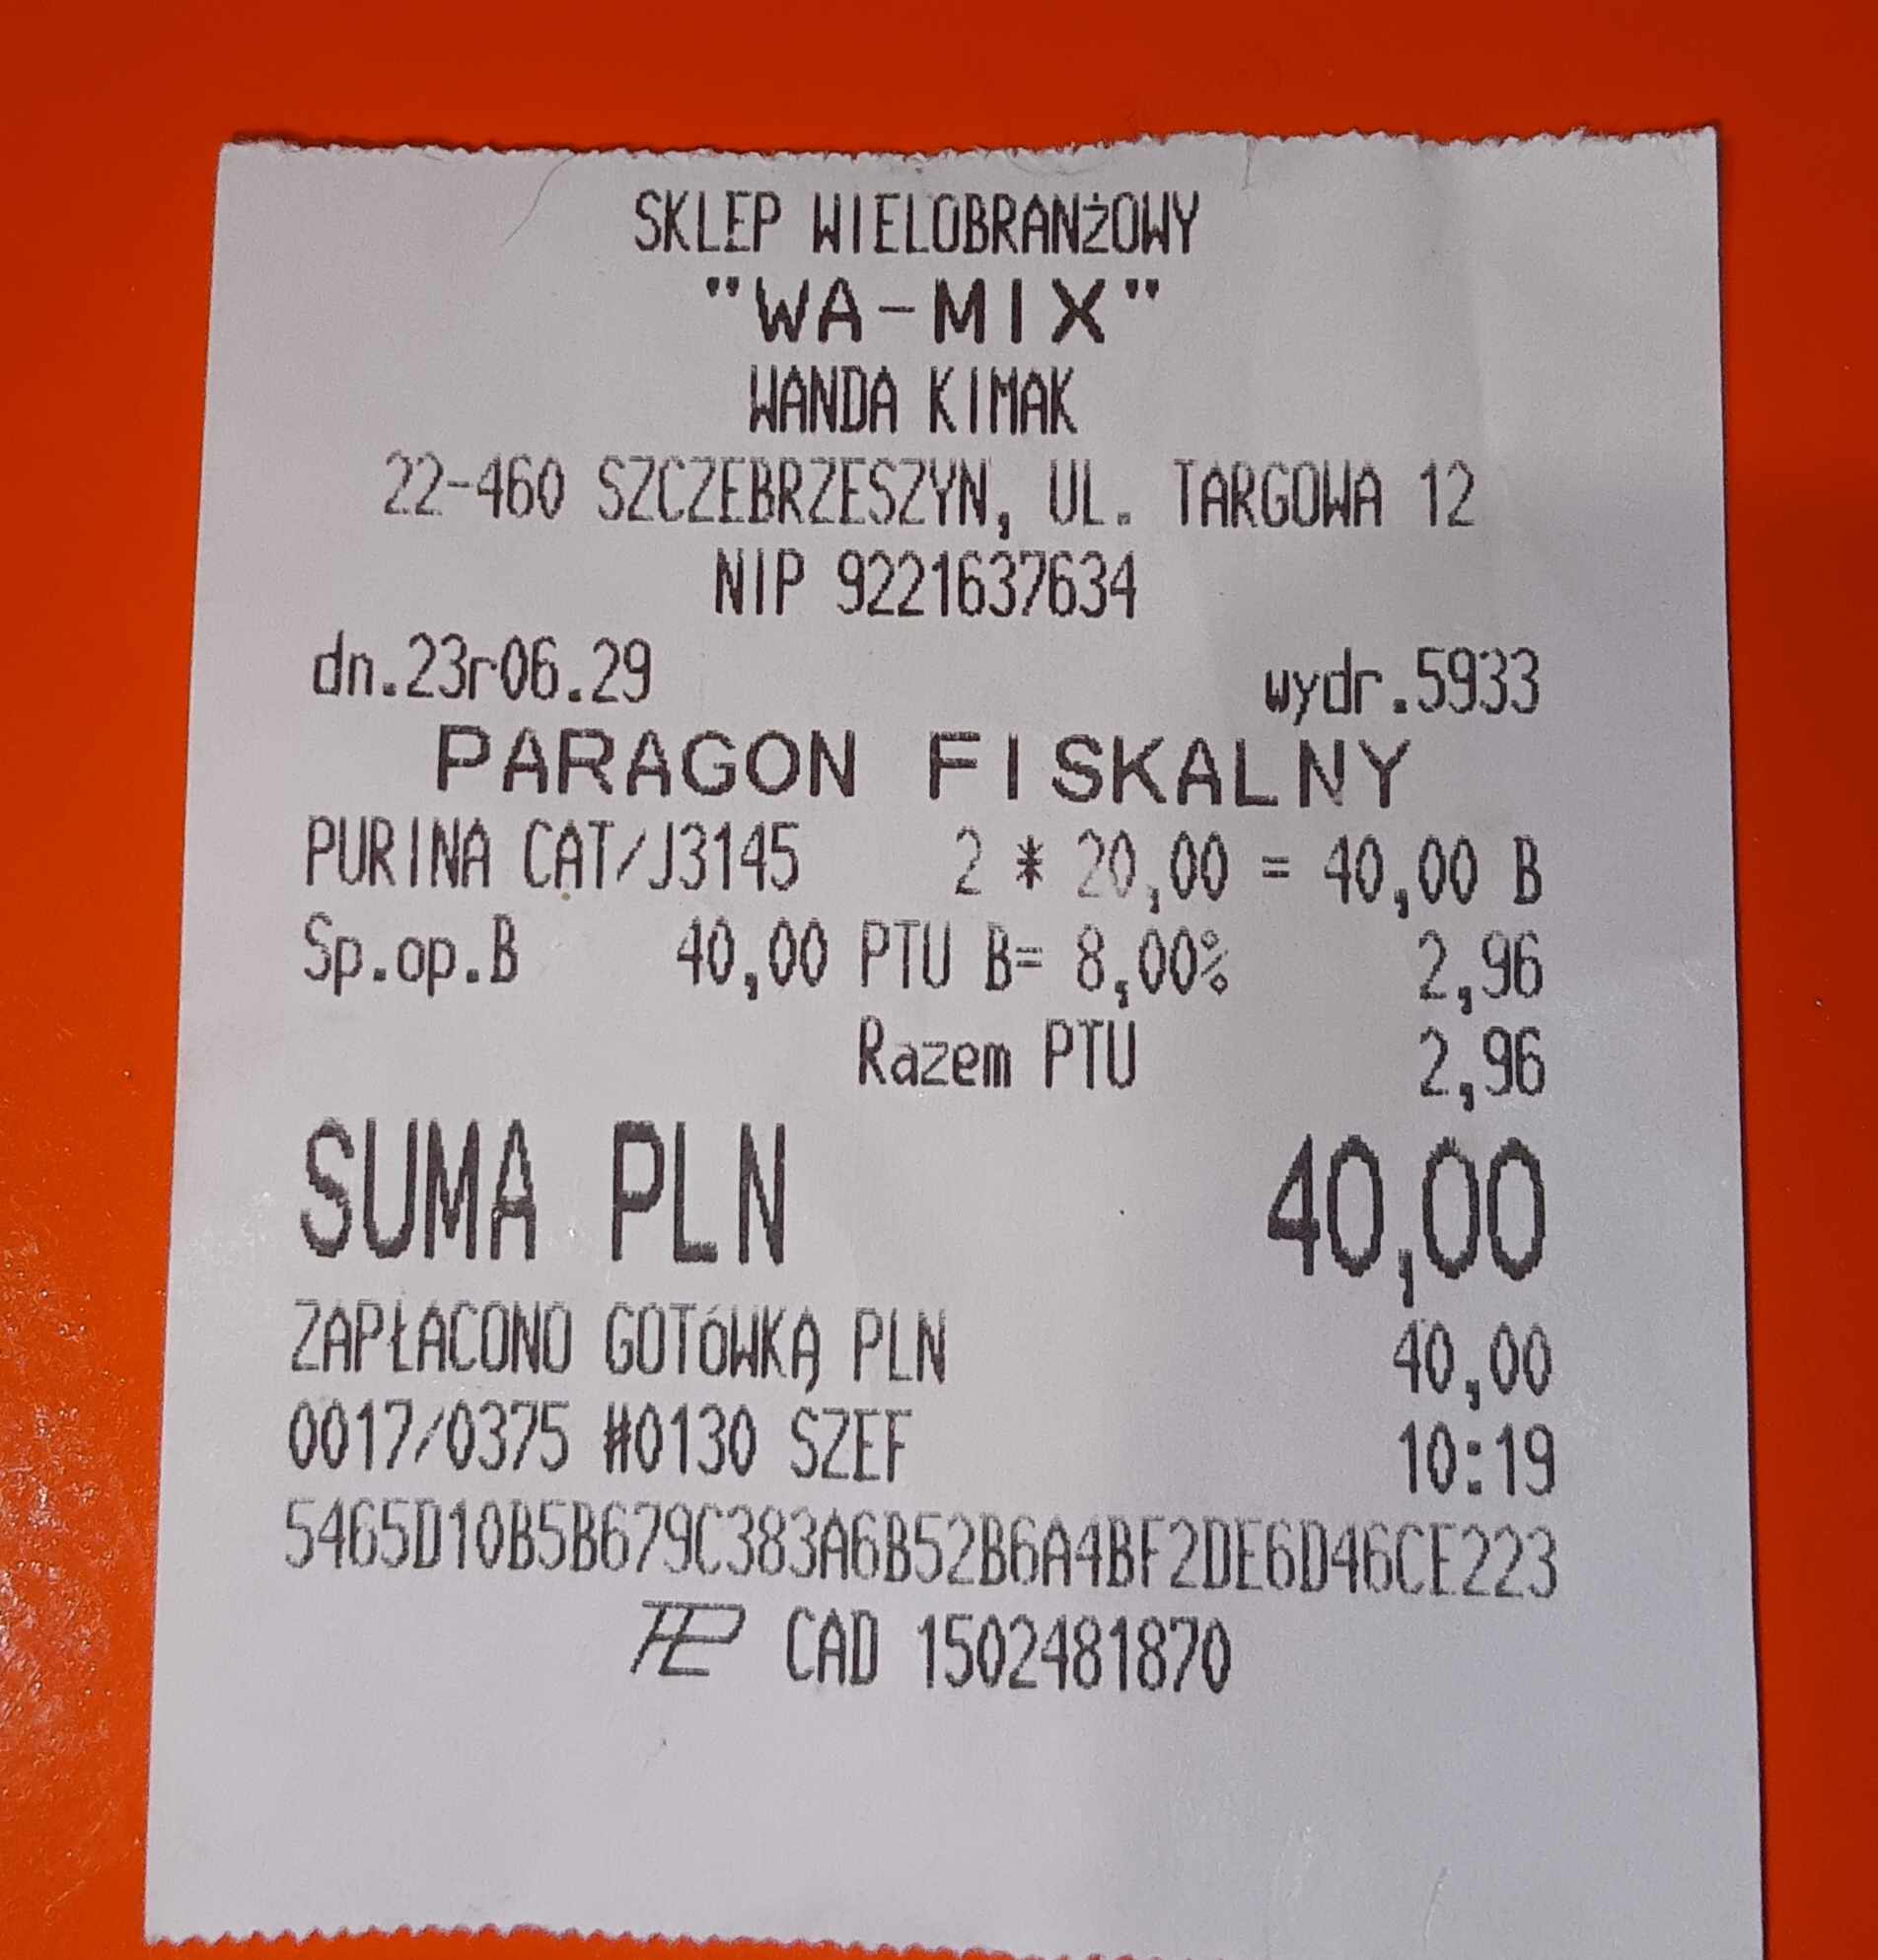 SKLEP WIELOBRANŻOWY
"WA-MIX"
WANDA KIMAK
22-460 SZCZEBRZESZYN, UL. TARGOWA 12
NIP 9221637634
dn.23r06.29 wydr.5933
PARAGON FISKALNY
PURINA CAT/J3145 2 * 20,00 = 40,00 B
Sp.op.B 40,00 PTU B= 8,00% 2,96
Razem PTU 2,96
SUMA PLN 40,00
ZAPŁACONO GOTÓWKĄ PLN 40,00
0017/0375 #0130 SZEF 10:19
5465D10B5B679C383A6B52B6A4BF2DE6D46CE223
CAD 1502481870